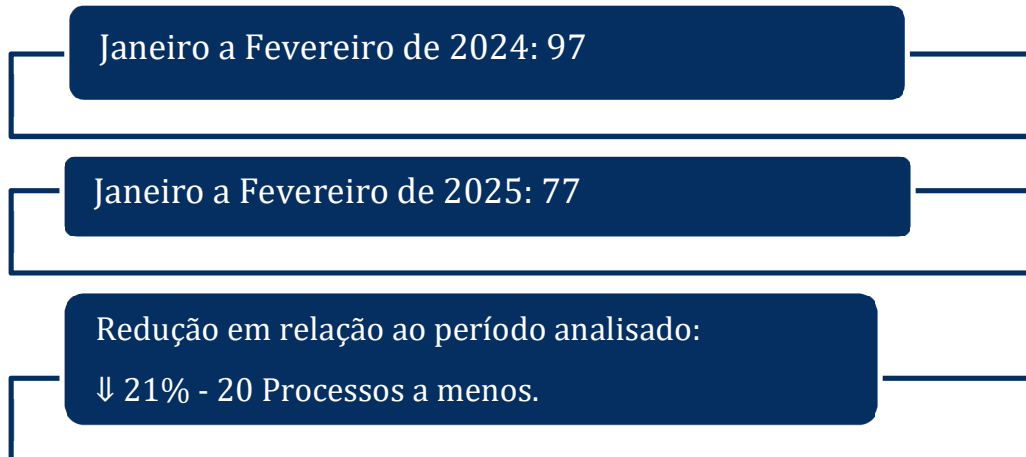 Janeiro a Fevereiro de 2024: 97
Janeiro a Fevereiro de 2025: 77
Redução em relação ao período analisado:
⇓ 21% - 20 Processos a menos.